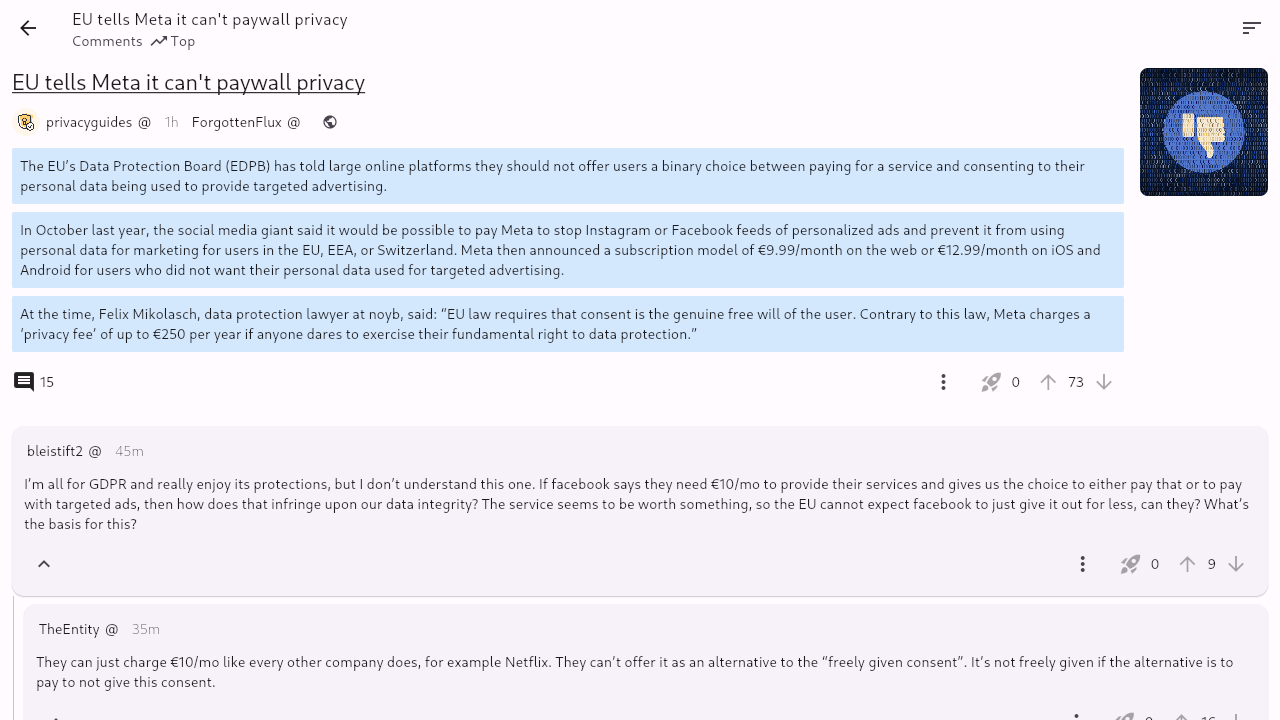 EU tells Meta it can't paywall privacy
Comments Top
EU tells Meta it can't paywall privacy
privacyguides @ 1h ForgottenFlux @
The EU’s Data Protection Board (EDPB) has told large online platforms they should not offer users a binary choice between paying for a service and consenting to their
personal data being used to provide targeted advertising.
In October last year, the social media giant said it would be possible to pay Meta to stop Instagram or Facebook feeds of personalized ads and prevent it from using
personal data for marketing for users in the EU, EEA, or Switzerland. Meta then announced a subscription model of €9.99/month on the web or €12.99/month on iOS and
Android for users who did not want their personal data used for targeted advertising.
At the time, Felix Mikolasch, data protection lawyer at noyb, said: “EU law requires that consent is the genuine free will of the user. Contrary to this law, Meta charges a
‘privacy fee’ of up to €250 per year if anyone dares to exercise their fundamental right to data protection.”
15 0 73
bleistift2 @ 45m
I’m all for GDPR and really enjoy its protections, but I don’t understand this one. If facebook says they need €10/mo to provide their services and gives us the choice to either pay that or to pay
with targeted ads, then how does that infringe upon our data integrity? The service seems to be worth something, so the EU cannot expect facebook to just give it out for less, can they? What’s
the basis for this?
0 9
TheEntity @ 35m
They can just charge €10/mo like every other company does, for example Netflix. They can’t offer it as an alternative to the “freely given consent”. It’s not freely given if the alternative is to
pay to not give this consent.